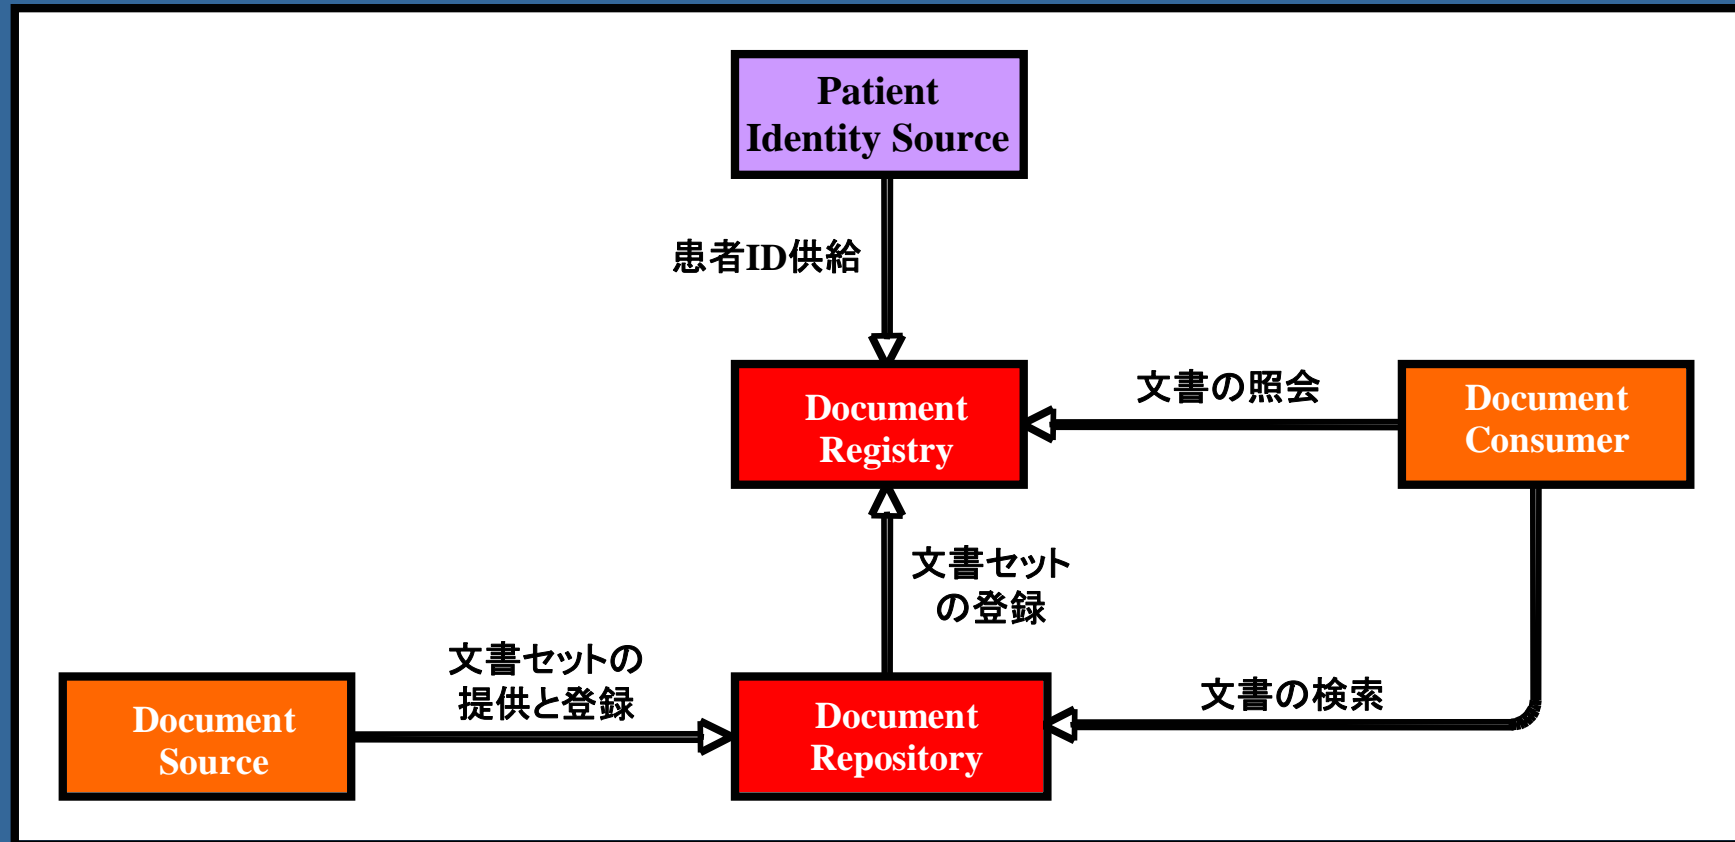 Patient
Identity Source
患者ID供給
Document
Registry
文書の照会
Document
Consumer
文書セット
の登録
文書セットの
提供と登録
Document
Source
Document
Repository
文書の検索